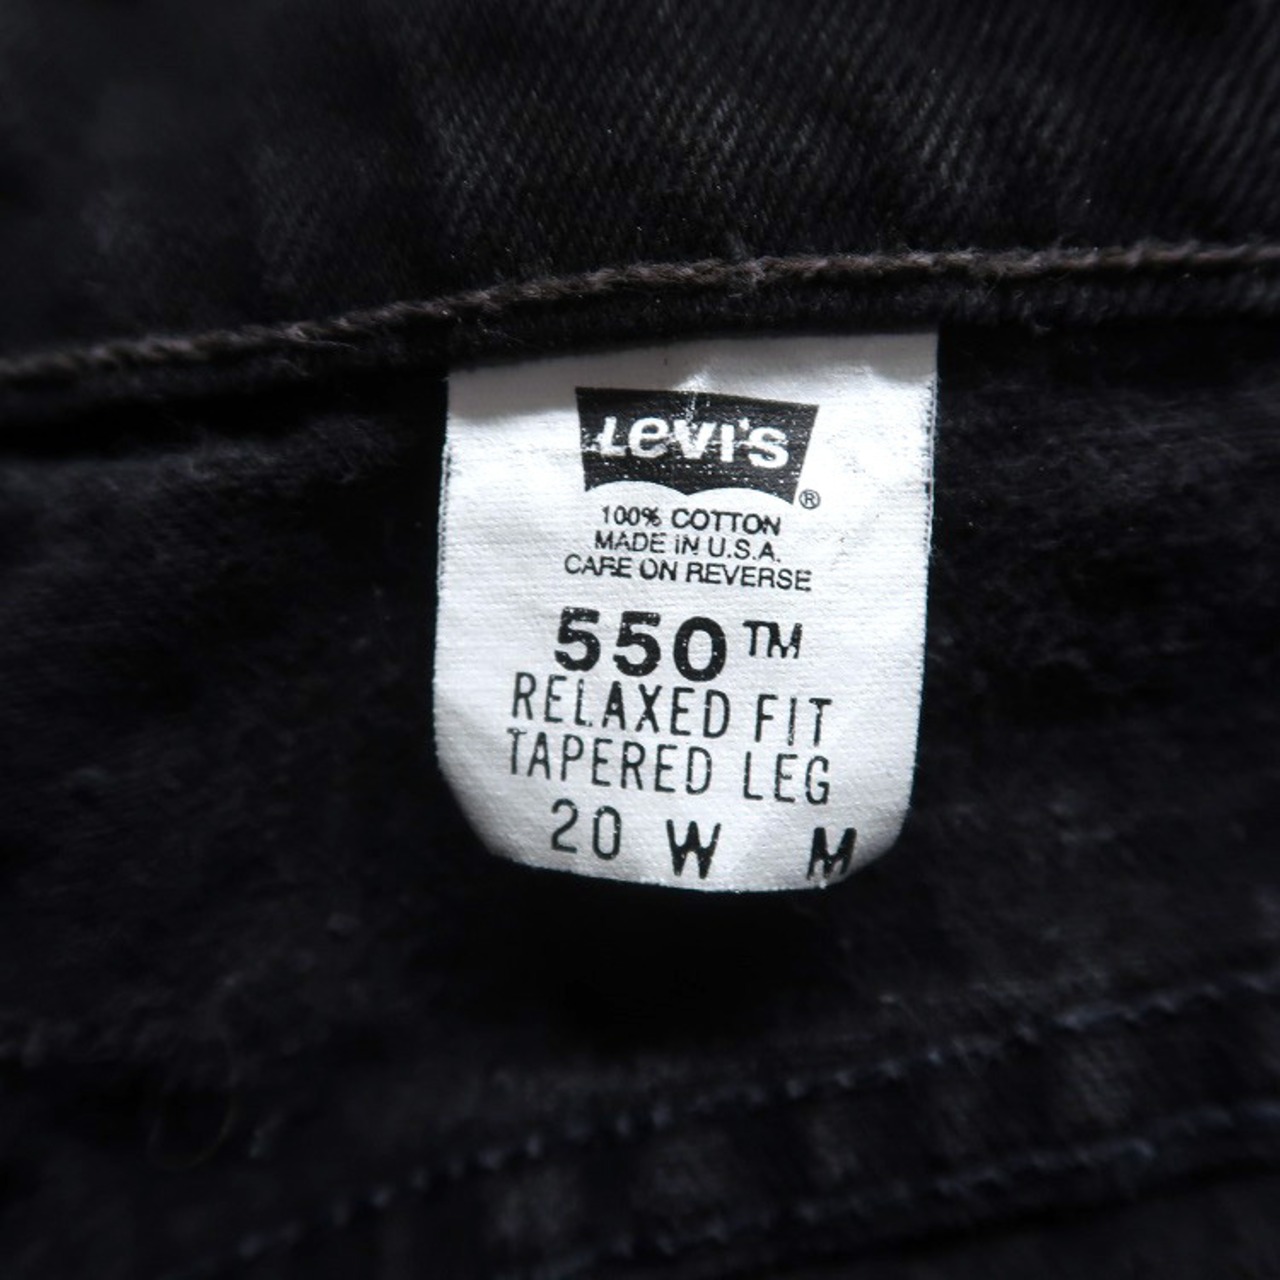 Levi's ®
100% COTTON
MADE IN U.S.A.
CARE ON REVERSE
550™
RELAXED FIT
TAPERED LEG
20 W M